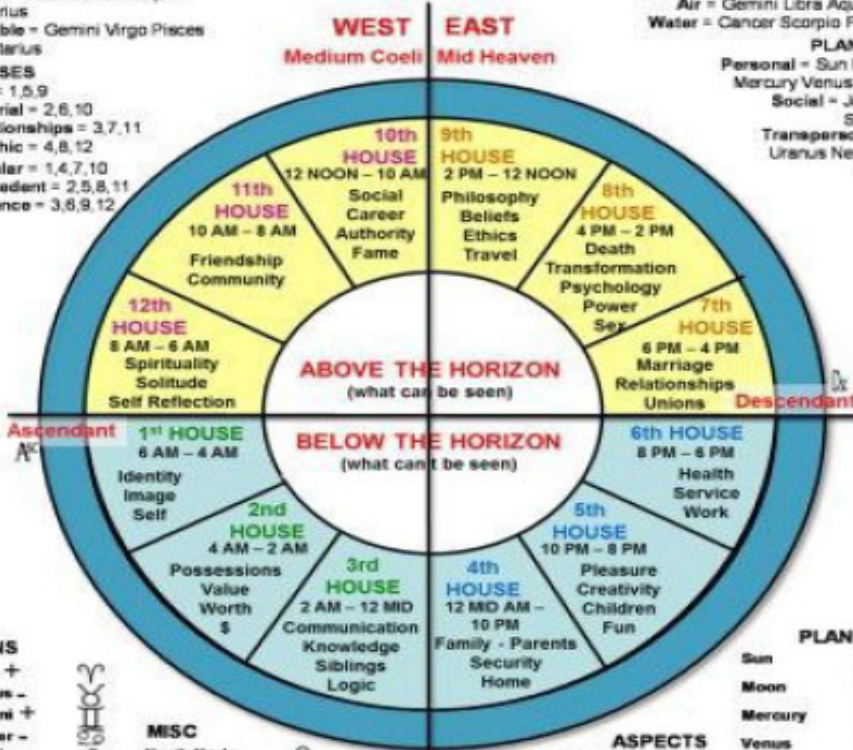 rius
ble = Gemini Virgo Pisces
tarius
SES
= 1,5,9
rial = 2,6,10
ionships = 3,7,11
hic = 4,8,12
lar = 1,4,7,10
edent = 2,5,8,11
ence = 3,6,9,12
WEST EAST
Medium Coeli Mid Heaven
Air = Gemini Libra Aqu
Water = Cancer Scorpio P
PLAN
Personal = Sun
Mercury Venus
Social = J
S
Transperso
Uranus Ne
10th
HOUSE
12 NOON – 10 AM
Social
Career
Authority
Fame
9th
HOUSE
2 PM – 12 NOON
Philosophy
Beliefs
Ethics
Travel
11th
HOUSE
10 AM – 8 AM
Friendship
Community
8th
HOUSE
4 PM – 2 PM
Death
Transformation
Psychology
Power
Sex
12th
HOUSE
8 AM – 6 AM
Spirituality
Solitude
Self Reflection
7th
HOUSE
6 PM – 4 PM
Marriage
Relationships
Unions
ABOVE THE HORIZON
(what can be seen)
Ascendant
Asc
Descendant
BELOW THE HORIZON
(what can't be seen)
1st HOUSE
6 AM – 4 AM
Identity
Image
Self
6th HOUSE
8 PM – 6 PM
Health
Service
Work
2nd
HOUSE
4 AM – 2 AM
Possessions
Value
Worth
$
5th
HOUSE
10 PM – 8 PM
Pleasure
Creativity
Children
Fun
3rd
HOUSE
2 AM – 12 MID
Communication
Knowledge
Siblings
Logic
4th
HOUSE
12 MID AM –
10 PM
Family - Parents
Security
Home
NS
+
us –
ni +
er –
♈
♉
♊
♋
MISC
PLAN
Sun
Moon
Mercury
Venus
ASPECTS